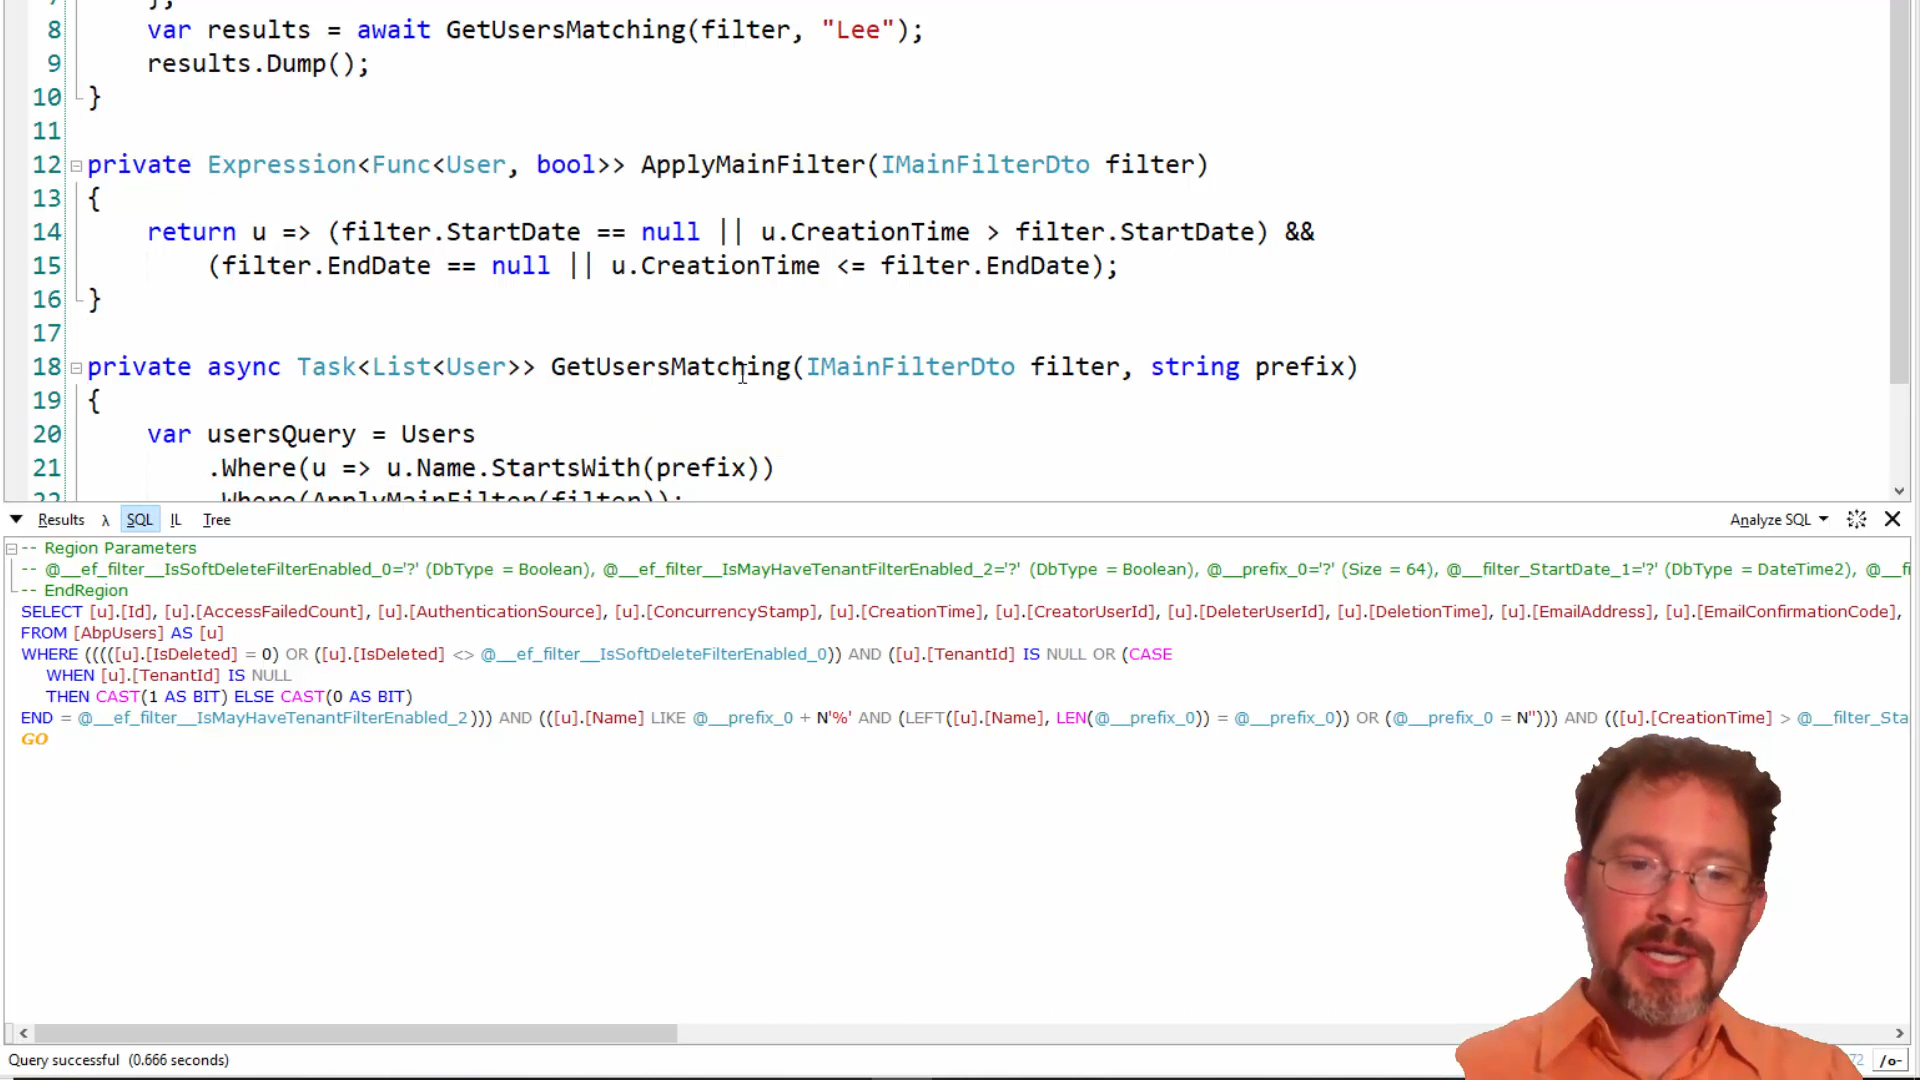 7 };
8 var results = await GetUsersMatching(filter, "Lee");
9 results.Dump();
10 }
11
12 private Expression<Func<User, bool>> ApplyMainFilter(IMainFilterDto filter)
13 {
14 return u => (filter.StartDate == null || u.CreationTime > filter.StartDate) &&
15 (filter.EndDate == null || u.CreationTime <= filter.EndDate);
16 }
17
18 private async Task<List<User>> GetUsersMatching(IMainFilterDto filter, string prefix)
19 {
20 var usersQuery = Users
21 .Where(u => u.Name.StartsWith(prefix))
22 .Where(ApplyMainFilter(filter));
Results λ SQL IL Tree Analyze SQL
-- Region Parameters
-- @__ef_filter__IsSoftDeleteFilterEnabled_0='?' (DbType = Boolean), @__ef_filter__IsMayHaveTenantFilterEnabled_2='?' (DbType = Boolean), @__prefix_0='?' (Size = 64), @__filter_StartDate_1='?' (DbType = DateTime2), @__fi
-- EndRegion
SELECT [u].[Id], [u].[AccessFailedCount], [u].[AuthenticationSource], [u].[ConcurrencyStamp], [u].[CreationTime], [u].[CreatorUserId], [u].[DeleterUserId], [u].[DeletionTime], [u].[EmailAddress], [u].[EmailConfirmationCode],
FROM [AbpUsers] AS [u]
WHERE (((([u].[IsDeleted] = 0) OR ([u].[IsDeleted] <> @__ef_filter__IsSoftDeleteFilterEnabled_0)) AND ([u].[TenantId] IS NULL OR (CASE
WHEN [u].[TenantId] IS NULL
THEN CAST(1 AS BIT) ELSE CAST(0 AS BIT)
END = @__ef_filter__IsMayHaveTenantFilterEnabled_2))) AND (([u].[Name] LIKE @__prefix_0 + N'%' AND (LEFT([u].[Name], LEN(@__prefix_0)) = @__prefix_0)) OR (@__prefix_0 = N''))) AND (([u].[CreationTime] > @__filter_Sta
GO
Query successful (0.666 seconds)
72 /o-